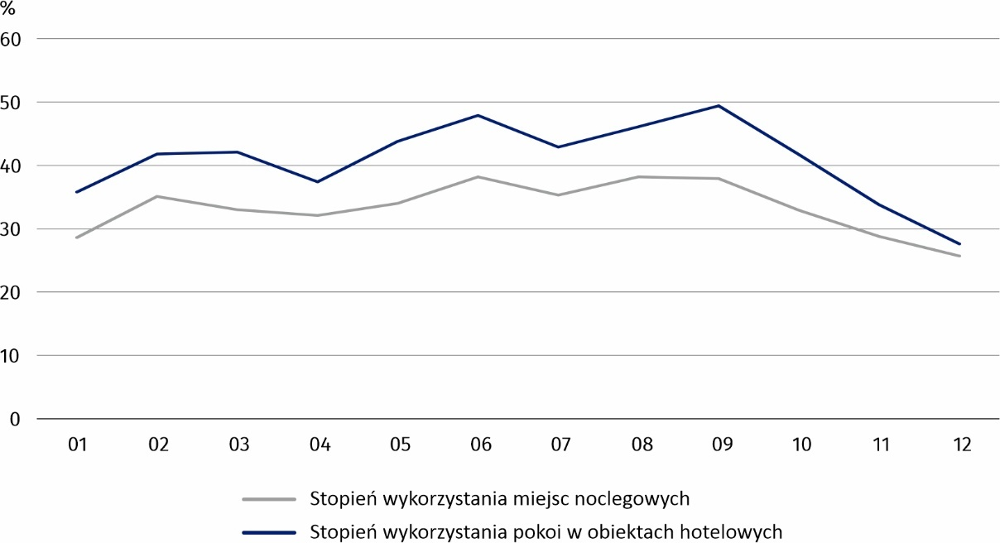 %
60
50
40
30
20
10
0
01 02 03 04 05 06 07 08 09 10 11 12
Stopień wykorzystania miejsc noclegowych
Stopień wykorzystania pokoi w obiektach hotelowych